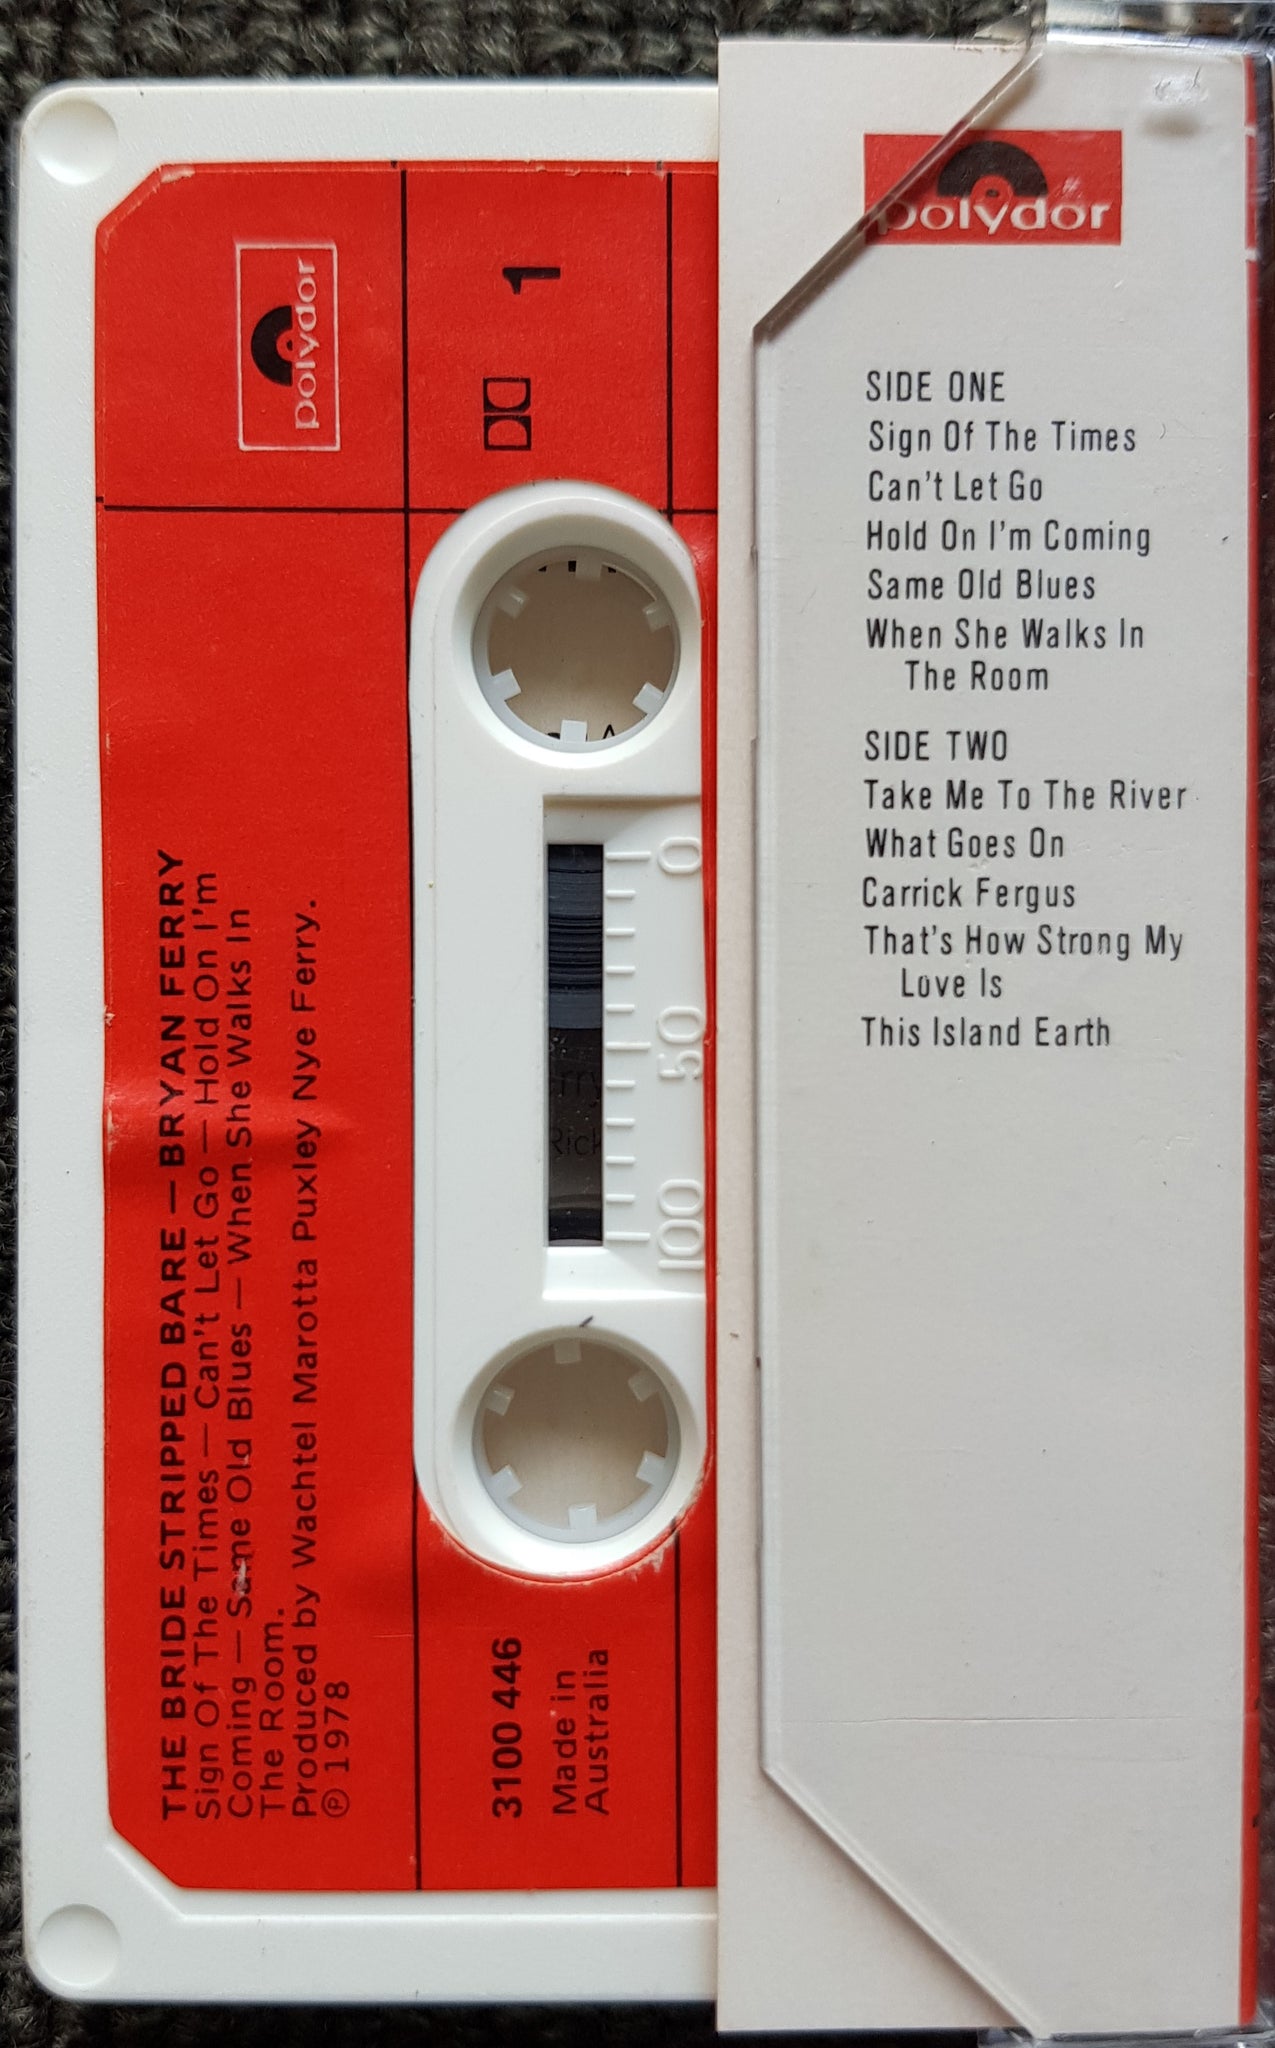 polydor
1
THE BRIDE STRIPPED BARE — BRYAN FERRY
Sign Of The Times — Can't Let Go — Hold On I'm
Coming — Same Old Blues — When She Walks In
The Room.
Produced by Wachtel Marotta Puxley Nye Ferry.
℗ 1978
3100 446
Made in
Australia
0
50
100
polydor
SIDE ONE
Sign Of The Times
Can't Let Go
Hold On I'm Coming
Same Old Blues
When She Walks In
The Room
SIDE TWO
Take Me To The River
What Goes On
Carrick Fergus
That's How Strong My
Love Is
This Island Earth